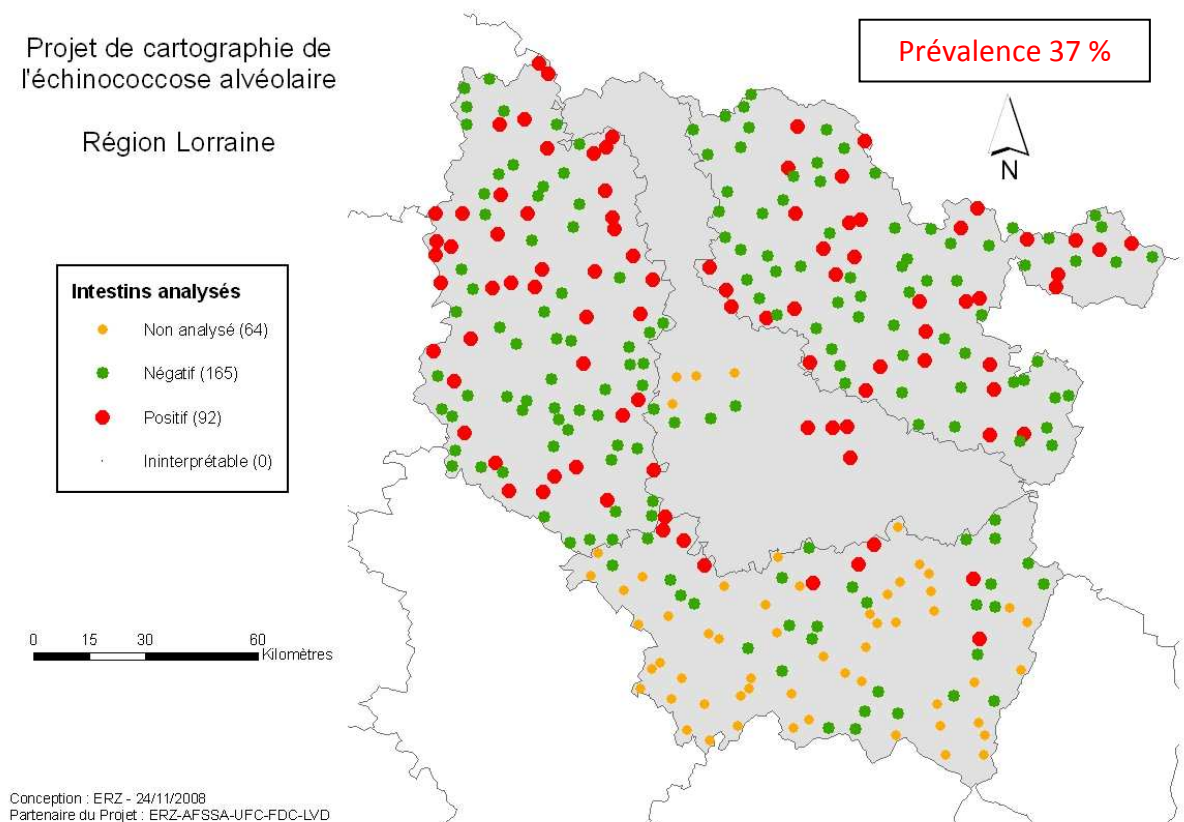 Projet de cartographie de
l'échinococcose alvéolaire
Région Lorraine
Prévalence 37 %
N
Intestins analysés
Non analysé (64)
Négatif (165)
Positif (92)
Ininterprétable (0)
0 15 30 60
Kilomètres
Conception : ERZ - 24/11/2008
Partenaire du Projet : ERZ-AFSSA-UFC-FDC-LVD